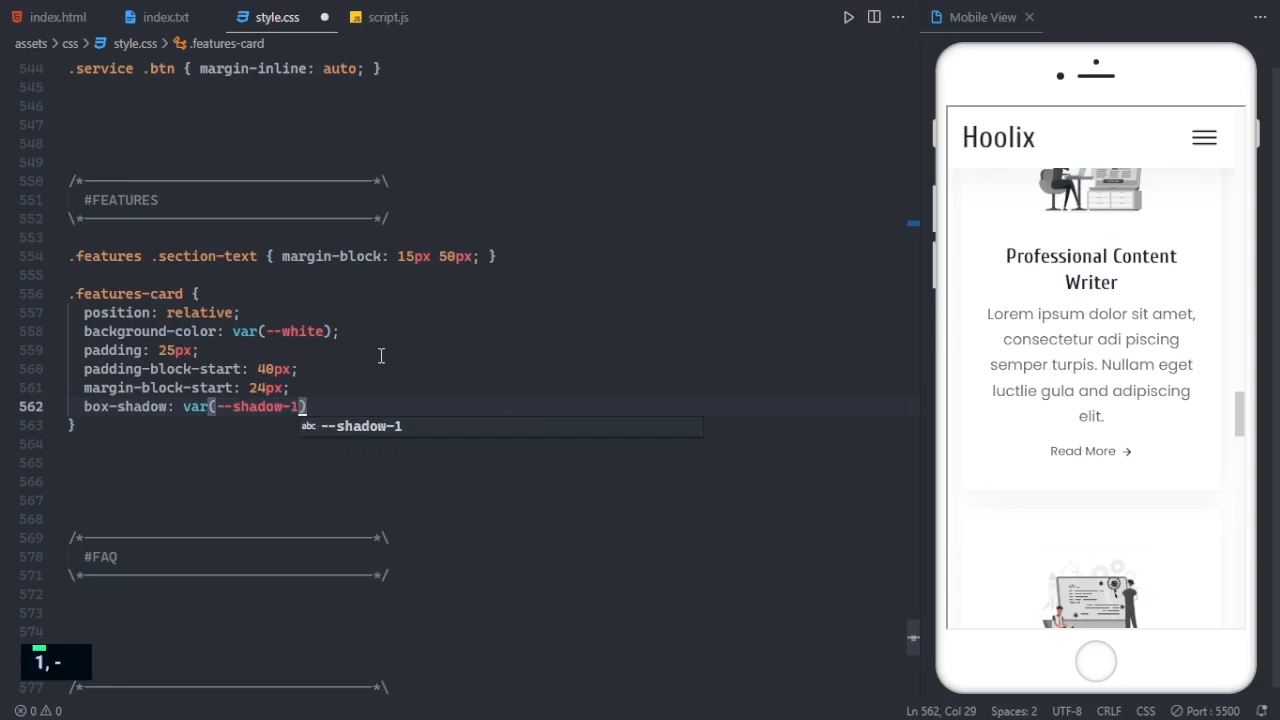 index.html index.txt style.css script.js Mobile View
assets css style.css .features-card
544 .service .btn { margin-inline: auto; }
545
546
547
548
549
550 /*-----------------------------------*\
551 #FEATURES
552 \*-----------------------------------*/
553
554 .features .section-text { margin-block: 15px 50px; }
555
556 .features-card {
557 position: relative;
558 background-color: var(--white);
559 padding: 25px;
560 padding-block-start: 40px;
561 margin-block-start: 24px;
562 box-shadow: var(--shadow-1)
abc --shadow-1
563 }
564
565
566
567
568
569 /*-----------------------------------*\
570 #FAQ
571 \*-----------------------------------*/
572
573
574
577 /*-----------------------------------*\
1, -
Hoolix
Professional Content
Writer
Lorem ipsum dolor sit amet,
consectetur adi piscing
semper turpis. Nullam eget
luctlie gula and adipiscing
elit.
Read More →
0 0 Ln 562, Col 29 Spaces: 2 UTF-8 CRLF CSS Port : 5500